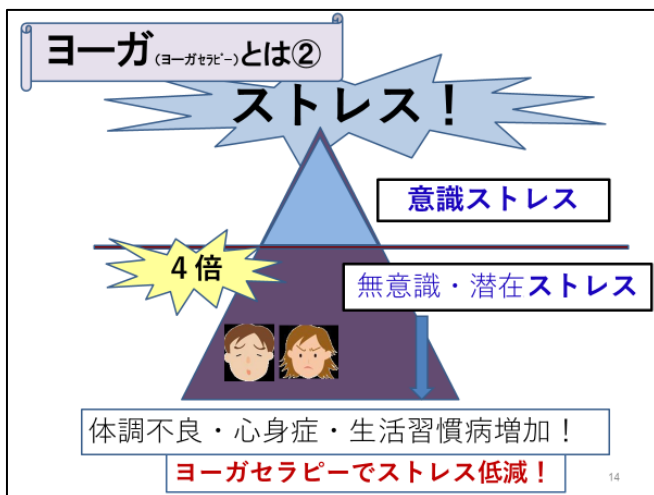 ヨーガ(ヨーガセラピー)とは②
ストレス！
意識ストレス
４倍
無意識・潜在ストレス
体調不良・心身症・生活習慣病増加！
ヨーガセラピーでストレス低減！
14